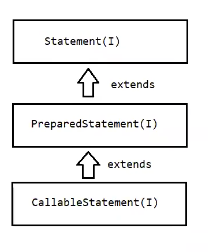 Statement(I)
extends
PreparedStatement(I)
extends
CallableStatement(I)